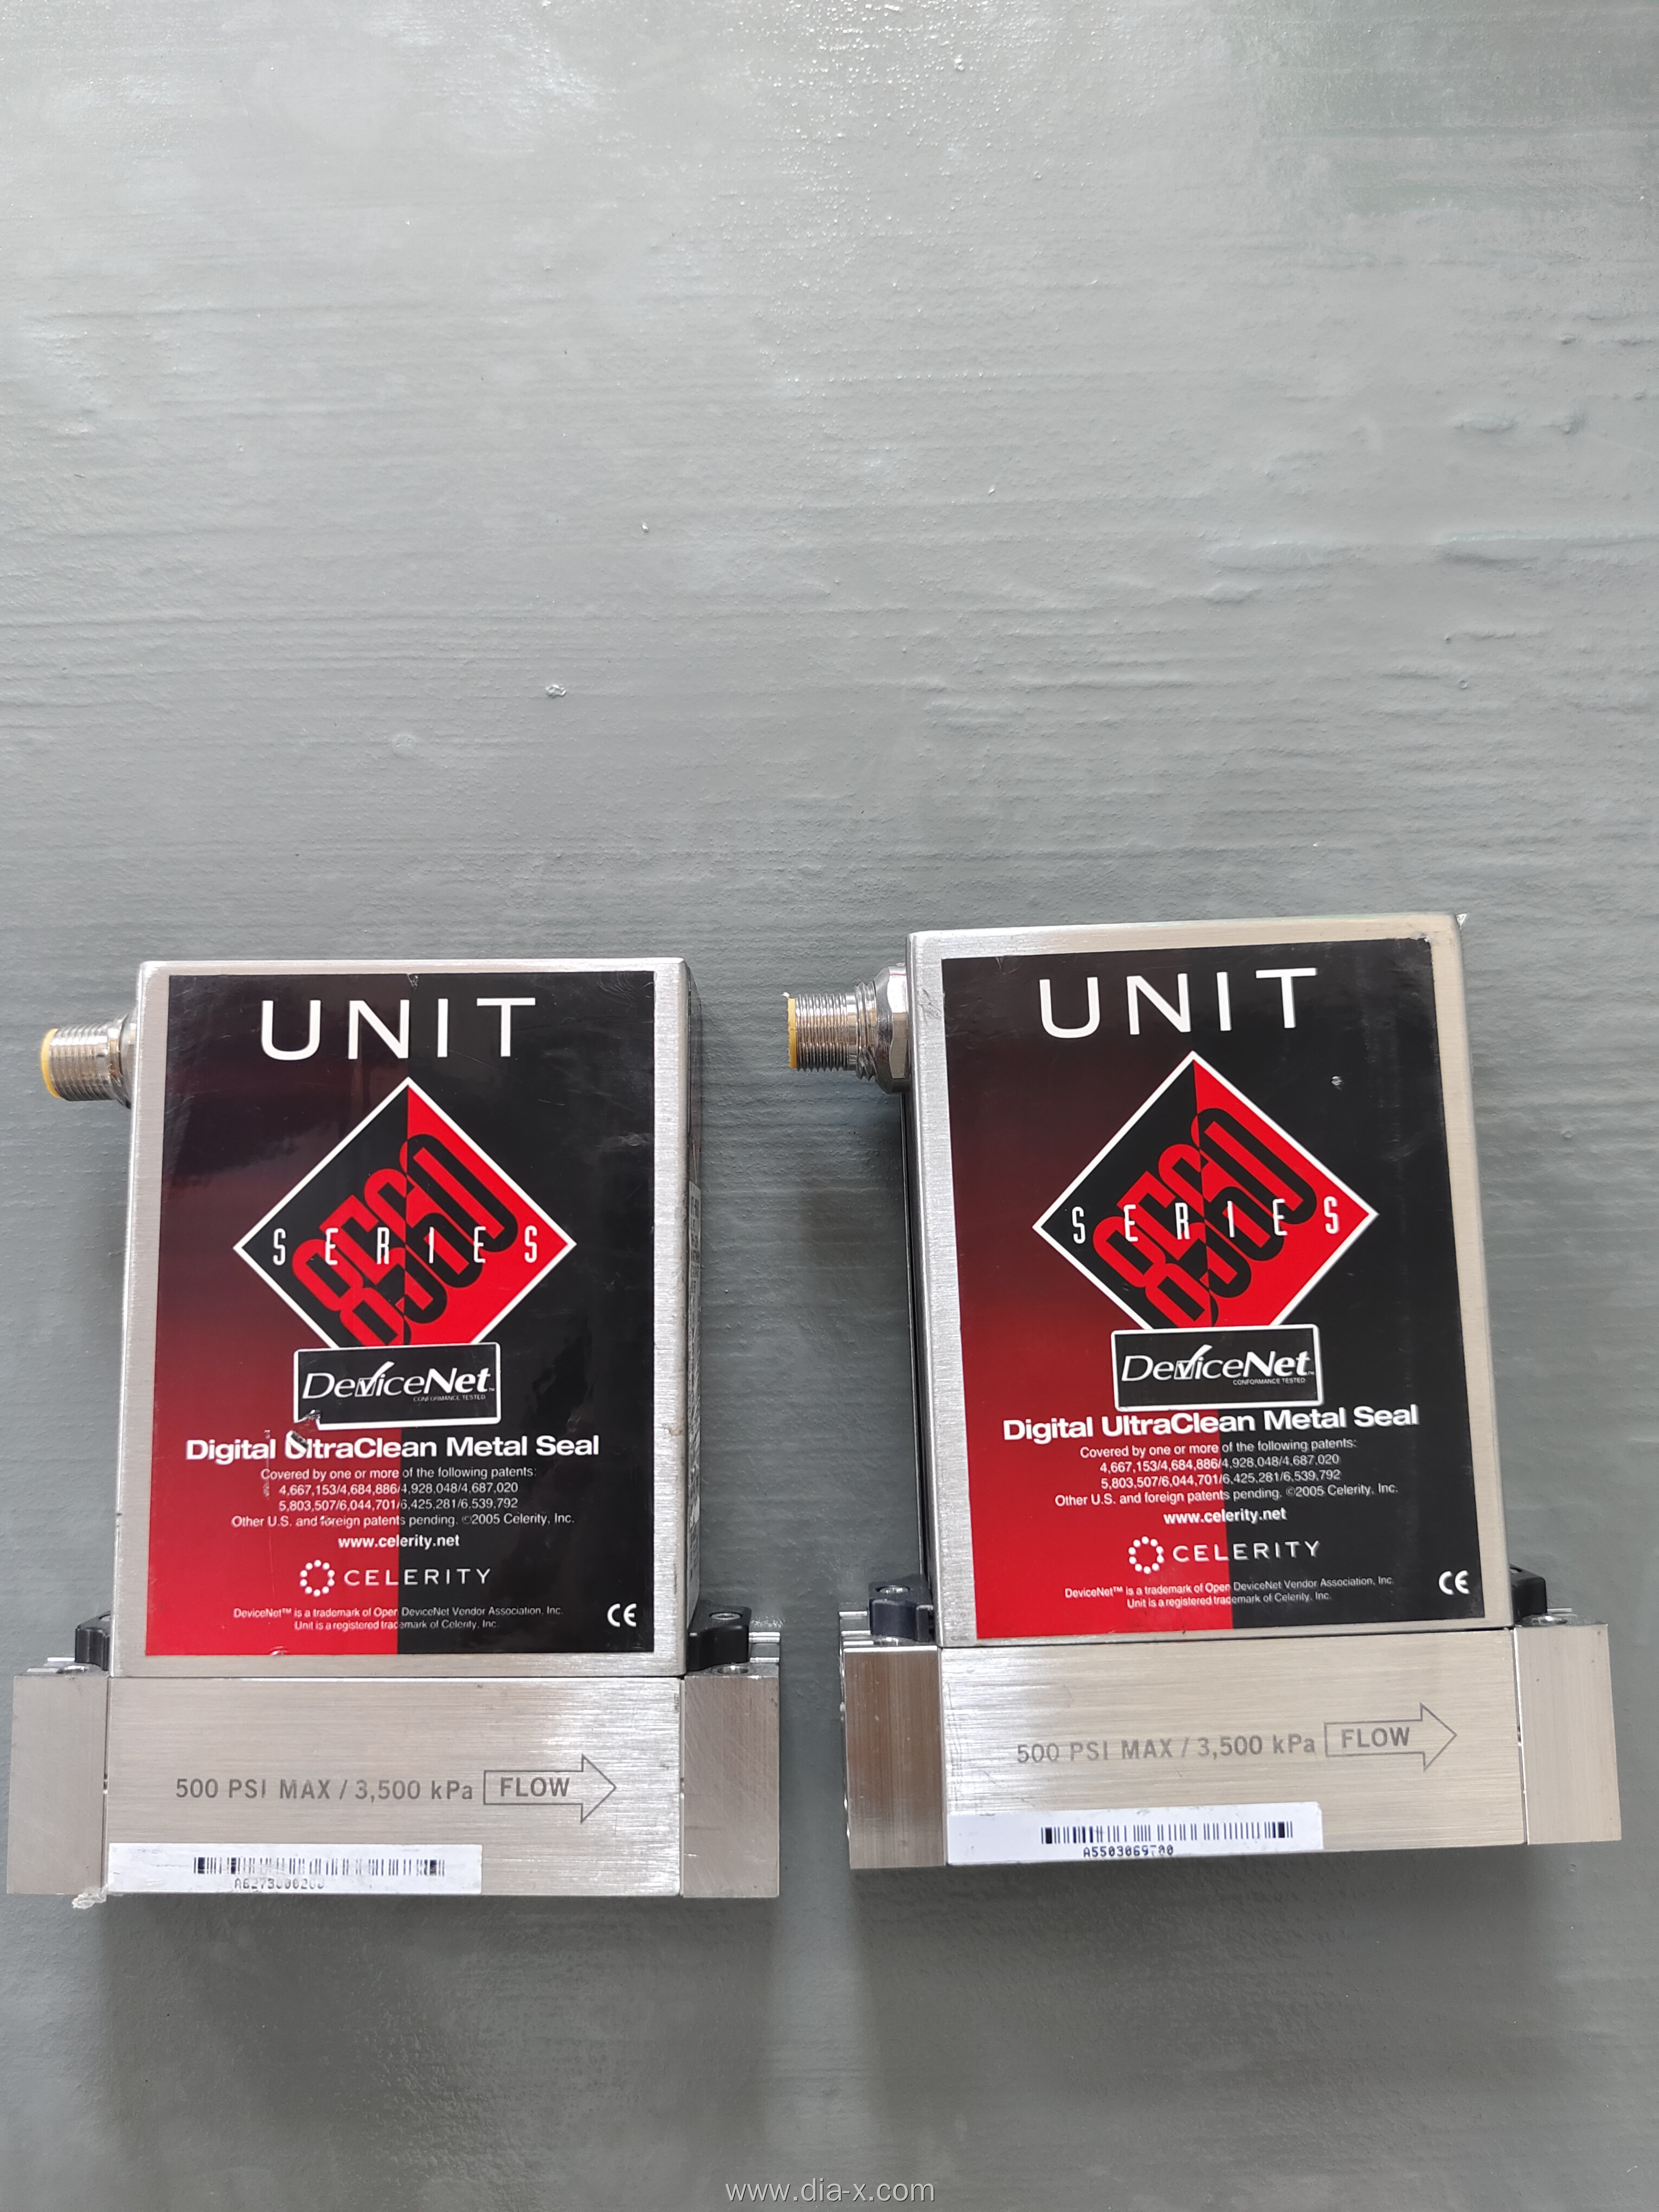 UNIT
8560
SERIES
DeviceNet™
CONFORMANCE TESTED
Digital UltraClean Metal Seal
Covered by one or more of the following patents:
4,667,153/4,684,886/4,928,048/4,687,020
5,803,507/6,044,701/6,425,281/6,539,792
Other U.S. and foreign patents pending. ©2005 Celerity, Inc.
www.celerity.net
CELERITY
DeviceNet™ is a trademark of Open DeviceNet Vendor Association, Inc.
Unit is a registered trademark of Celerity, Inc.
CE
500 PSI MAX / 3,500 kPa FLOW
UNIT
8560
SERIES
DeviceNet™
CONFORMANCE TESTED
Digital UltraClean Metal Seal
Covered by one or more of the following patents:
4,667,153/4,684,886/4,928,048/4,687,020
5,803,507/6,044,701/6,425,281/6,539,792
Other U.S. and foreign patents pending. ©2005 Celerity, Inc.
www.celerity.net
CELERITY
DeviceNet™ is a trademark of Open DeviceNet Vendor Association, Inc.
Unit is a registered trademark of Celerity, Inc.
CE
500 PSI MAX / 3,500 kPa FLOW
A5503069700
www.dia-x.com